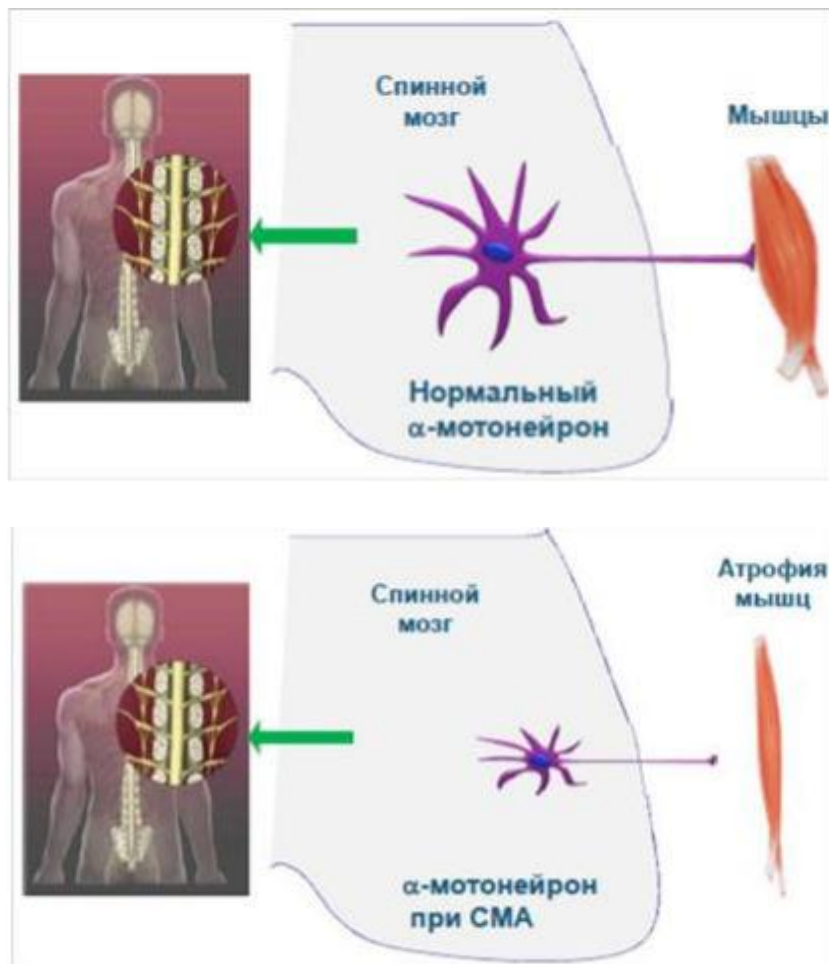 Спинной
мозг
Мышцы
Нормальный
α-мотонейрон
Спинной
мозг
Атрофия
мышц
α-мотонейрон
при СМА